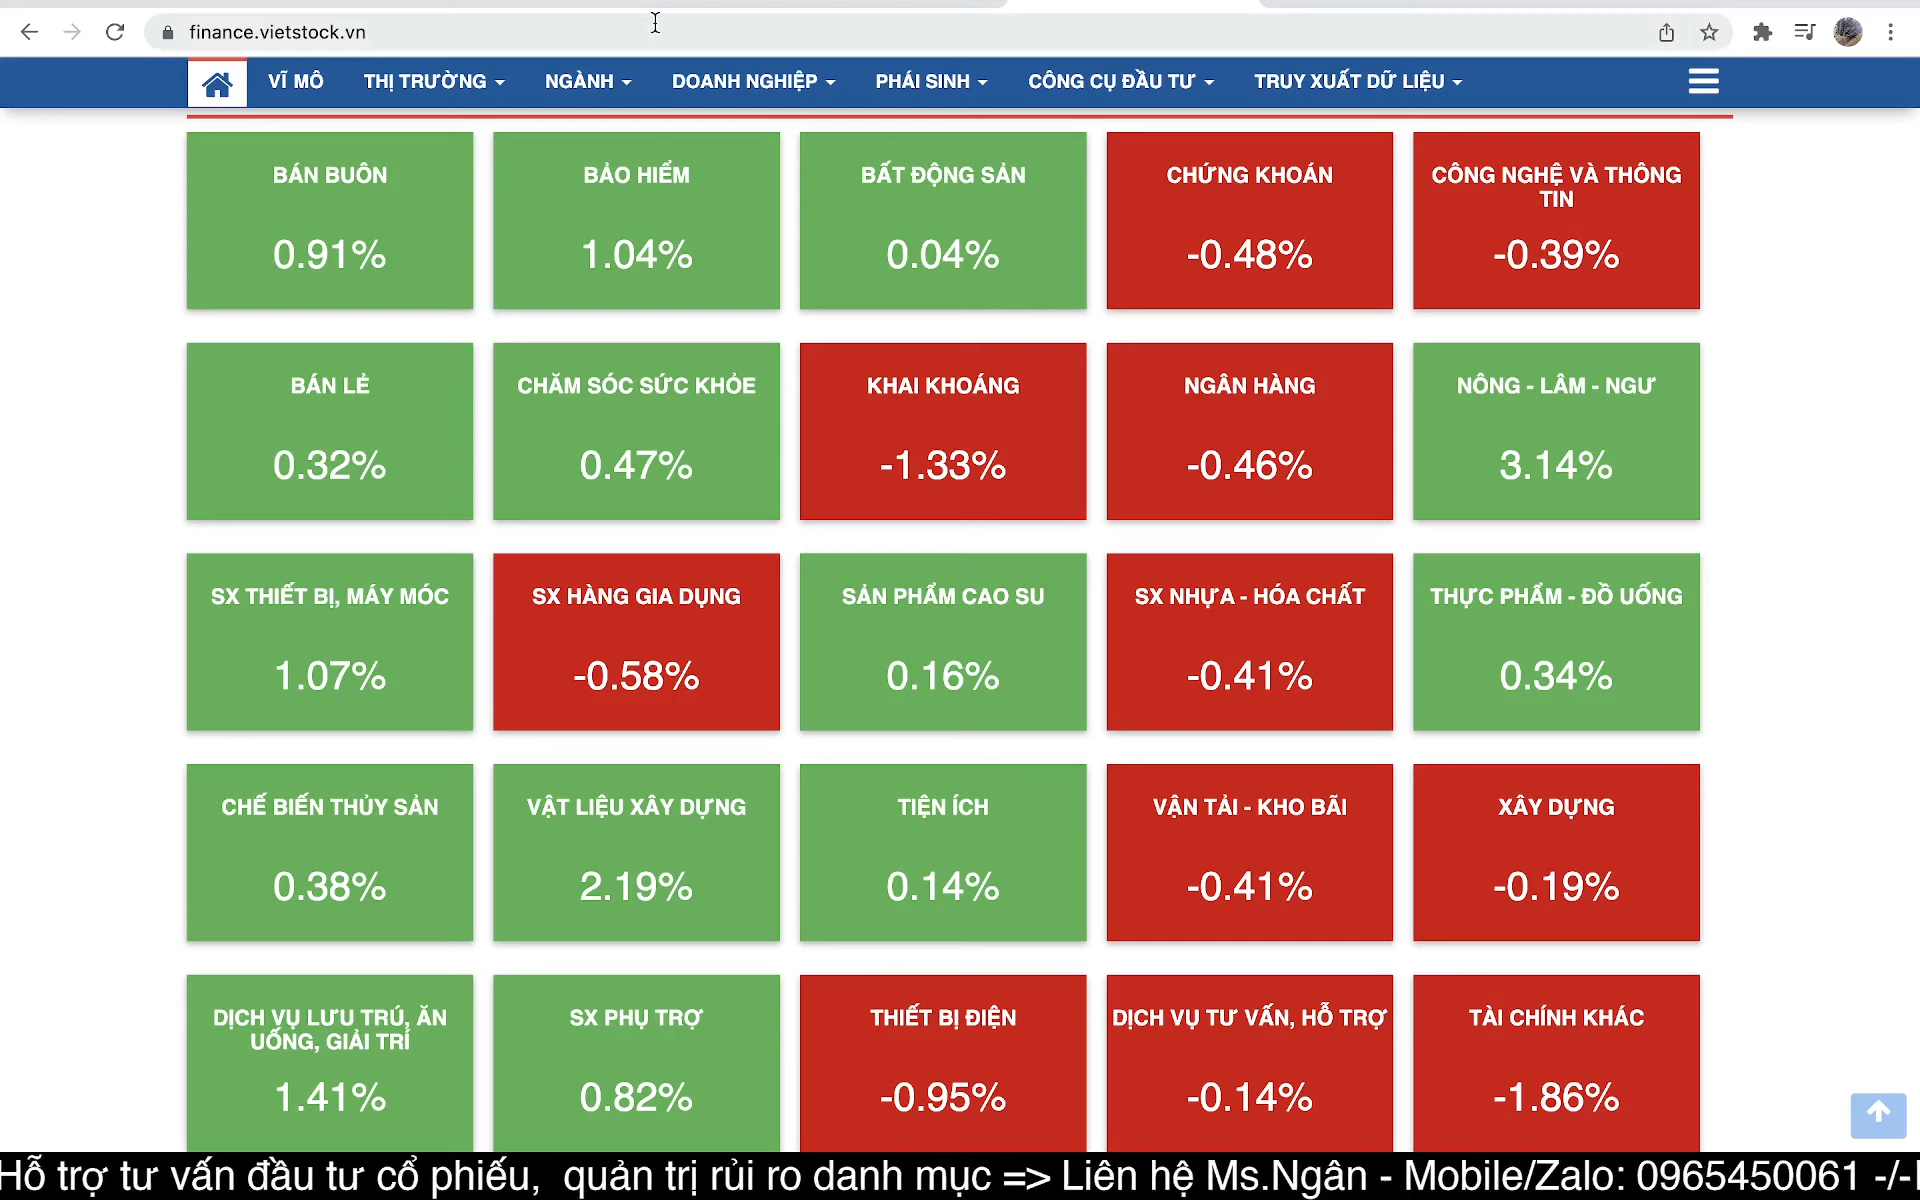 finance.vietstock.vn
VĨ MÔ THỊ TRƯỜNG NGÀNH DOANH NGHIỆP PHÁI SINH CÔNG CỤ ĐẦU TƯ TRUY XUẤT DỮ LIỆU
BÁN BUÔN
0.91%
BẢO HIỂM
1.04%
BẤT ĐỘNG SẢN
0.04%
CHỨNG KHOÁN
-0.48%
CÔNG NGHỆ VÀ THÔNG
TIN
-0.39%
BÁN LẺ
0.32%
CHĂM SÓC SỨC KHỎE
0.47%
KHAI KHOÁNG
-1.33%
NGÂN HÀNG
-0.46%
NÔNG - LÂM - NGƯ
3.14%
SX THIẾT BỊ, MÁY MÓC
1.07%
SX HÀNG GIA DỤNG
-0.58%
SẢN PHẨM CAO SU
0.16%
SX NHỰA - HÓA CHẤT
-0.41%
THỰC PHẨM - ĐỒ UỐNG
0.34%
CHẾ BIẾN THỦY SẢN
0.38%
VẬT LIỆU XÂY DỰNG
2.19%
TIỆN ÍCH
0.14%
VẬN TẢI - KHO BÃI
-0.41%
XÂY DỰNG
-0.19%
DỊCH VỤ LƯU TRÚ, ĂN
UỐNG, GIẢI TRÍ
1.41%
SX PHỤ TRỢ
0.82%
THIẾT BỊ ĐIỆN
-0.95%
DỊCH VỤ TƯ VẤN, HỖ TRỢ
-0.14%
TÀI CHÍNH KHÁC
-1.86%
Hỗ trợ tư vấn đầu tư cổ phiếu, quản trị rủi ro danh mục => Liên hệ Ms.Ngân - Mobile/Zalo: 0965450061 -/-